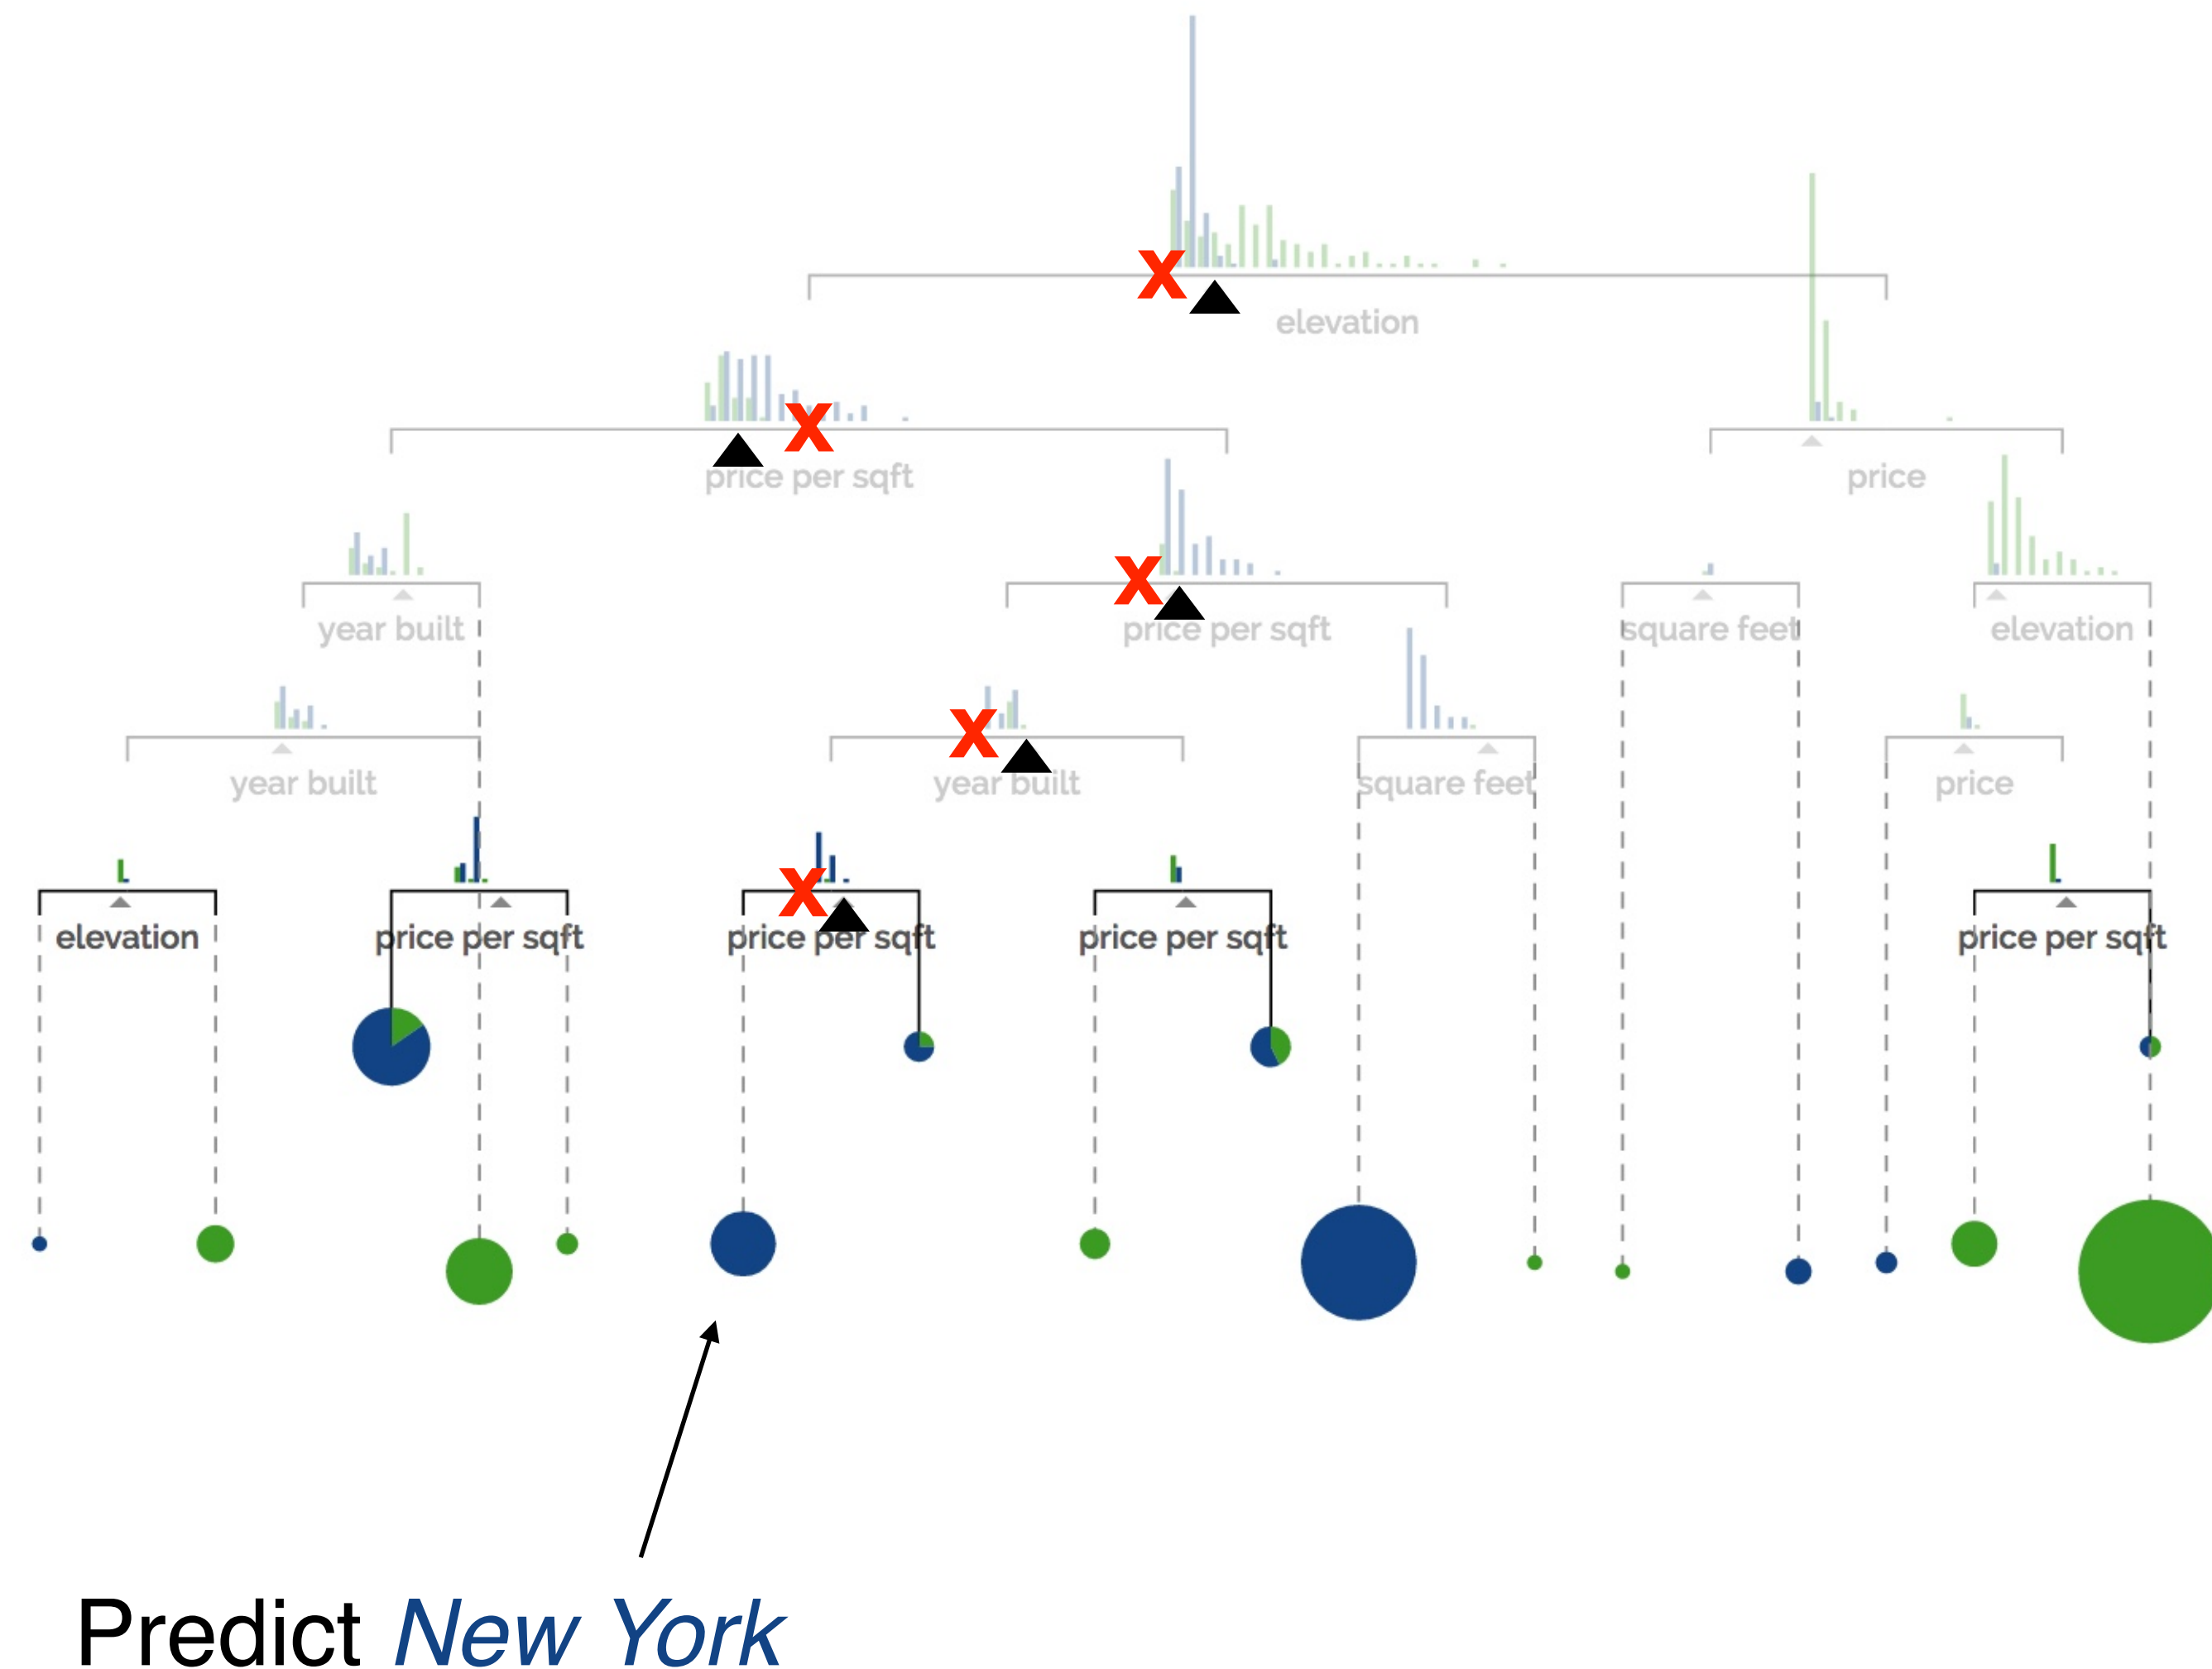 X
elevation
X
price per sqft
price
X
year built
price per sqft
square feet
elevation
X
year built
year built
square feet
price
X
elevation
price per sqft
price per sqft
price per sqft
price per sqft
Predict New York